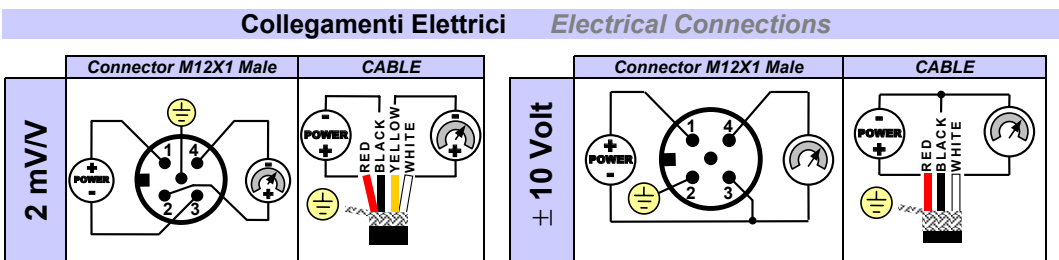 Collegamenti Elettrici Electrical Connections
Connector M12X1 Male CABLE
2 mV/V
1 4
2 3
+
POWER
-
-
+
-
POWER
+
RED
BLACK
YELLOW
WHITE
-
+
Connector M12X1 Male CABLE
± 10 Volt
1 4
2 3
+
POWER
-
-
POWER
+
RED
BLACK
WHITE